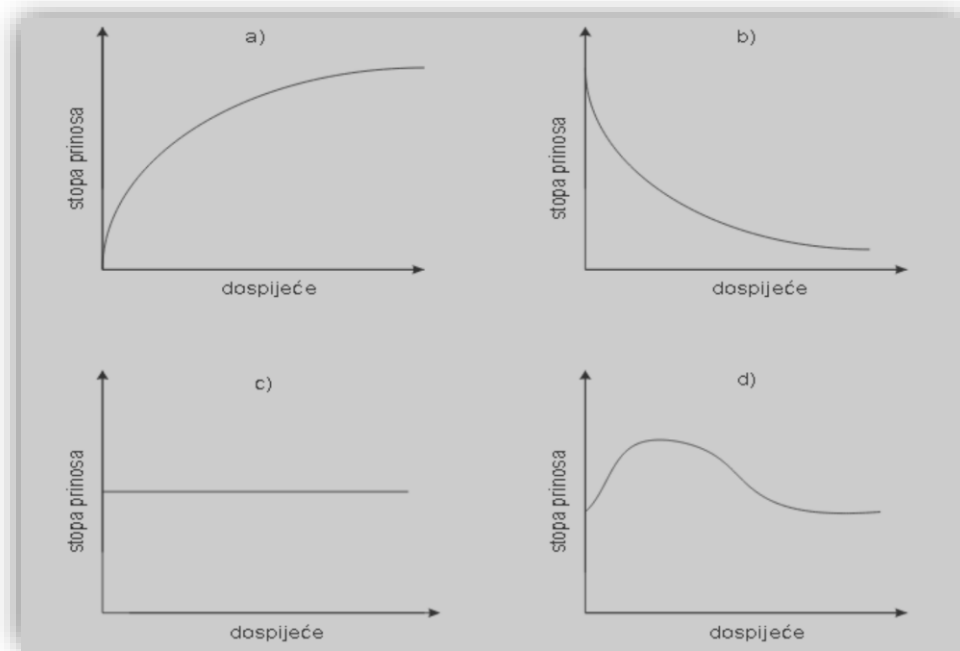 a)
stopa prinosa
dospijeće
b)
stopa prinosa
dospijeće
c)
stopa prinosa
dospijeće
d)
stopa prinosa
dospijeće